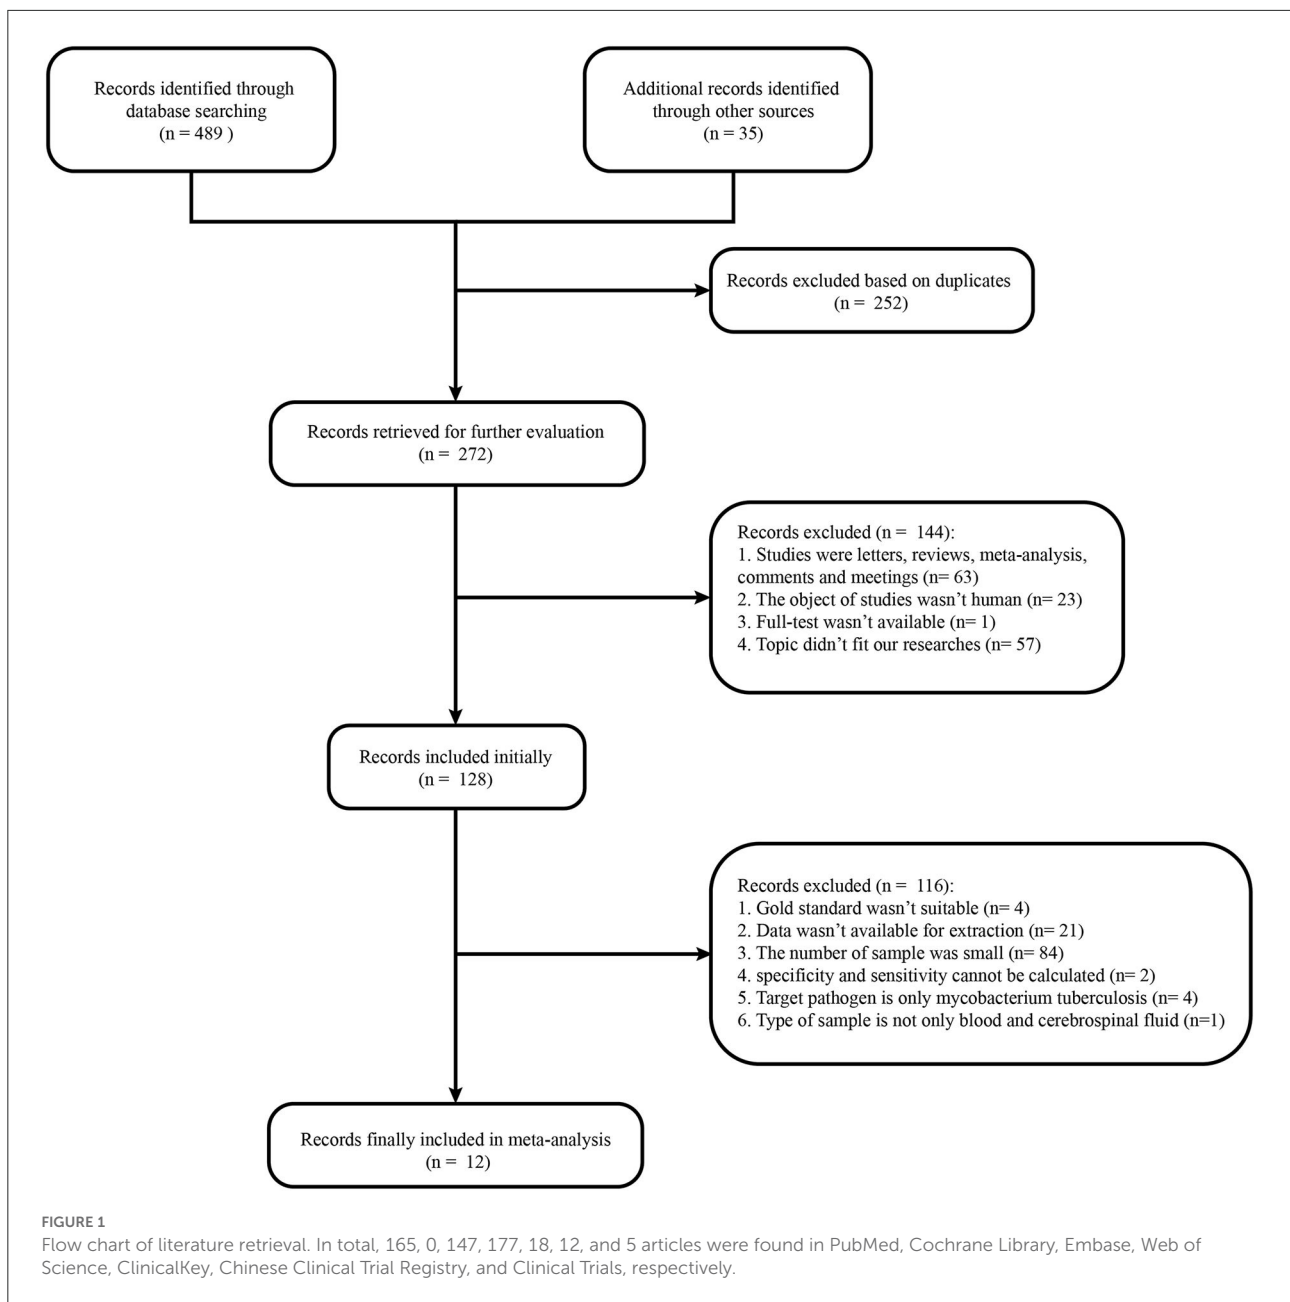 Records identified through
database searching
(n = 489 )
Additional records identified
through other sources
(n = 35)
Records excluded based on duplicates
(n = 252)
Records retrieved for further evaluation
(n = 272)
Records excluded (n = 144):
1. Studies were letters, reviews, meta-analysis,
comments and meetings (n= 63)
2. The object of studies wasn't human (n= 23)
3. Full-test wasn't available (n= 1)
4. Topic didn't fit our researches (n= 57)
Records included initially
(n = 128)
Records excluded (n = 116):
1. Gold standard wasn't suitable (n= 4)
2. Data wasn't available for extraction (n= 21)
3. The number of sample was small (n= 84)
4. specificity and sensitivity cannot be calculated (n= 2)
5. Target pathogen is only mycobacterium tuberculosis (n= 4)
6. Type of sample is not only blood and cerebrospinal fluid (n=1)
Records finally included in meta-analysis
(n = 12)
FIGURE 1
Flow chart of literature retrieval. In total, 165, 0, 147, 177, 18, 12, and 5 articles were found in PubMed, Cochrane Library, Embase, Web of
Science, ClinicalKey, Chinese Clinical Trial Registry, and Clinical Trials, respectively.